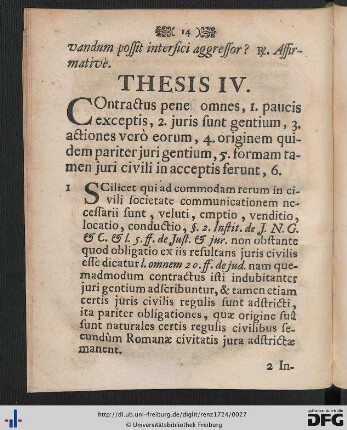 14
vandum possit interfici aggressor? ℞. Affir-
mativè.
THESIS IV.
COntractus pene omnes, 1. paucis
exceptis, 2. juris sunt gentium, 3.
actiones verò eorum, 4. originem qui-
dem pariter juri gentium, 5. formam ta-
men juri civili in acceptis ferunt, 6.
1 SCilicet qui ad commodam rerum in ci-
vili societate communicationem ne-
cessarii sunt, veluti, emptio, venditio,
locatio, conductio, §. 2. Instit. de J. N. G.
& C. & l. 5. ff. de Just. & jur. non obstante
quod obligatio ex iis resultans juris civilis
esse dicatur l. omnem 20. ff. de jud. nam que-
madmodum contractus isti indubitanter
juri gentium adscribuntur, & tamen etiam
certis juris civilis regulis sunt adstricti,
ita pariter obligationes, quæ origine suâ
sunt naturales certis regulis civilibus se-
cundùm Romanæ civitatis jura adstrictæ
manent.
2 In-
http://dl.ub.uni-freiburg.de/diglit/renz1724/0027
© Universitätsbibliothek Freiburg
gefördert durch die
DFG